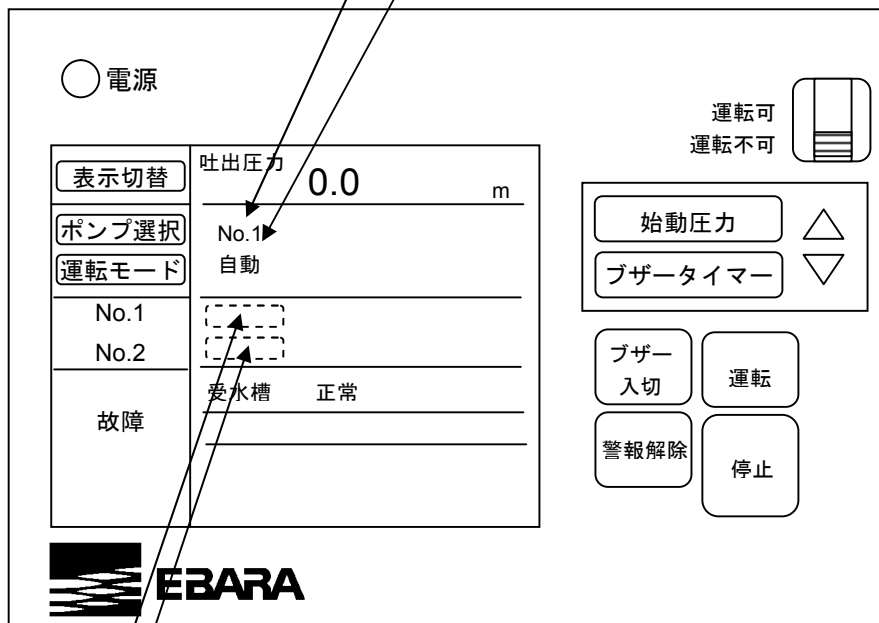 電源
運転可
運転不可
表示切替
吐出圧力
0.0 m
ポンプ選択
No.1
運転モード
自動
No.1
No.2
故障
受水槽 正常
始動圧力
ブザータイマー
ブザー
入切
運転
警報解除
停止
EBARA